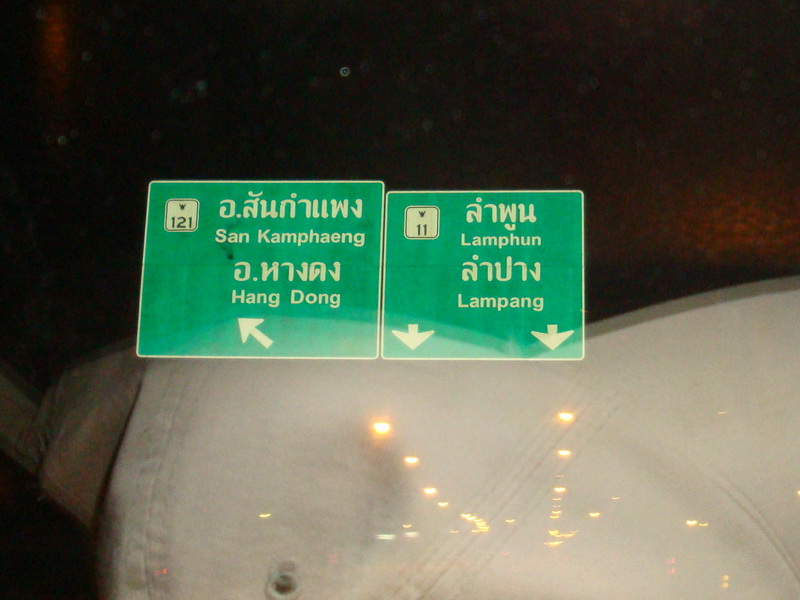 121
อ.สันกำแพง
San Kamphaeng
อ.หางดง
Hang Dong
11
ลำพูน
Lamphun
ลำปาง
Lampang